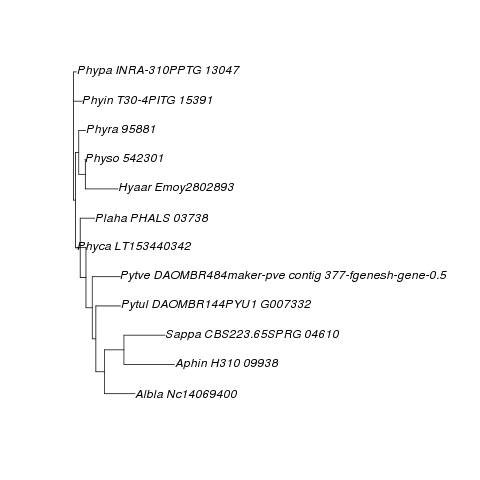 Phypa INRA-310PPTG 13047
Phyin T30-4PITG 15391
Phyra 95881
Physo 542301
Hyaar Emoy2802893
Plaha PHALS 03738
Phyca LT153440342
Pytve DAOMBR484maker-pve contig 377-fgenesh-gene-0.5
Pytul DAOMBR144PYU1 G007332
Sappa CBS223.65SPRG 04610
Aphin H310 09938
Albla Nc14069400